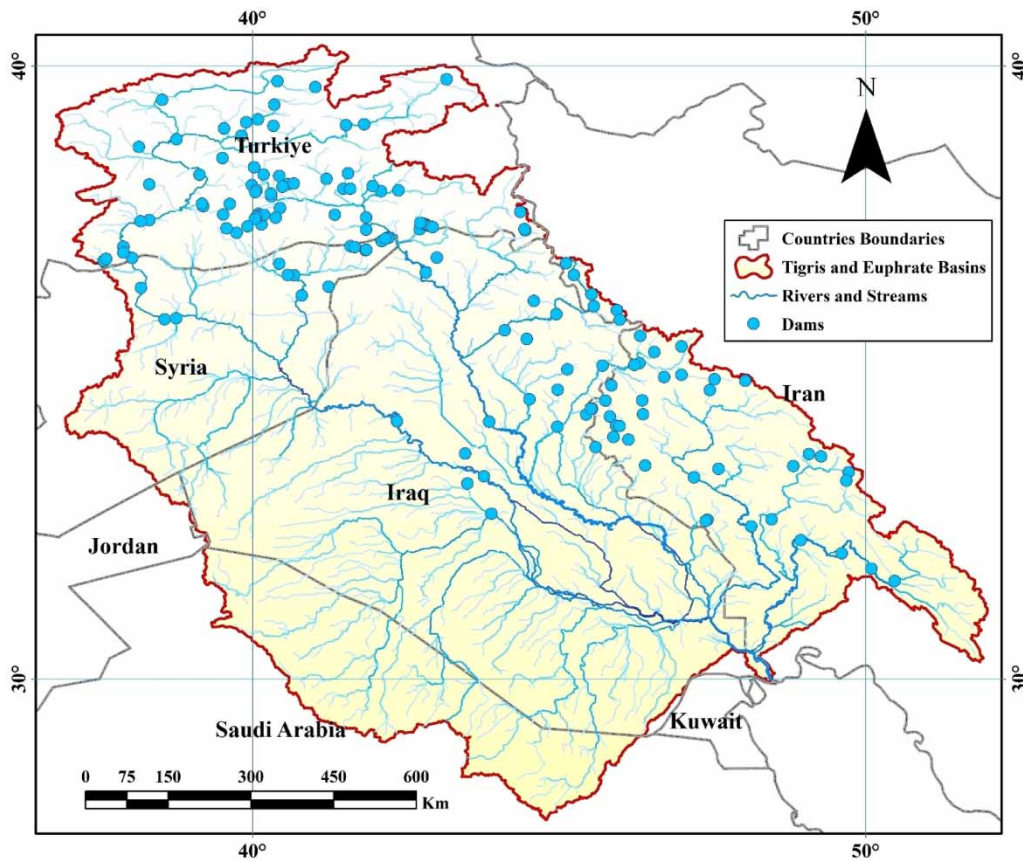 40°
50°
40°
40°
N
Turkiye
Countries Boundaries
Tigris and Euphrate Basins
Rivers and Streams
Dams
Syria
Iran
Iraq
Jordan
30°
30°
Saudi Arabia
Kuwait
0 75 150 300 450 600
Km
40°
50°